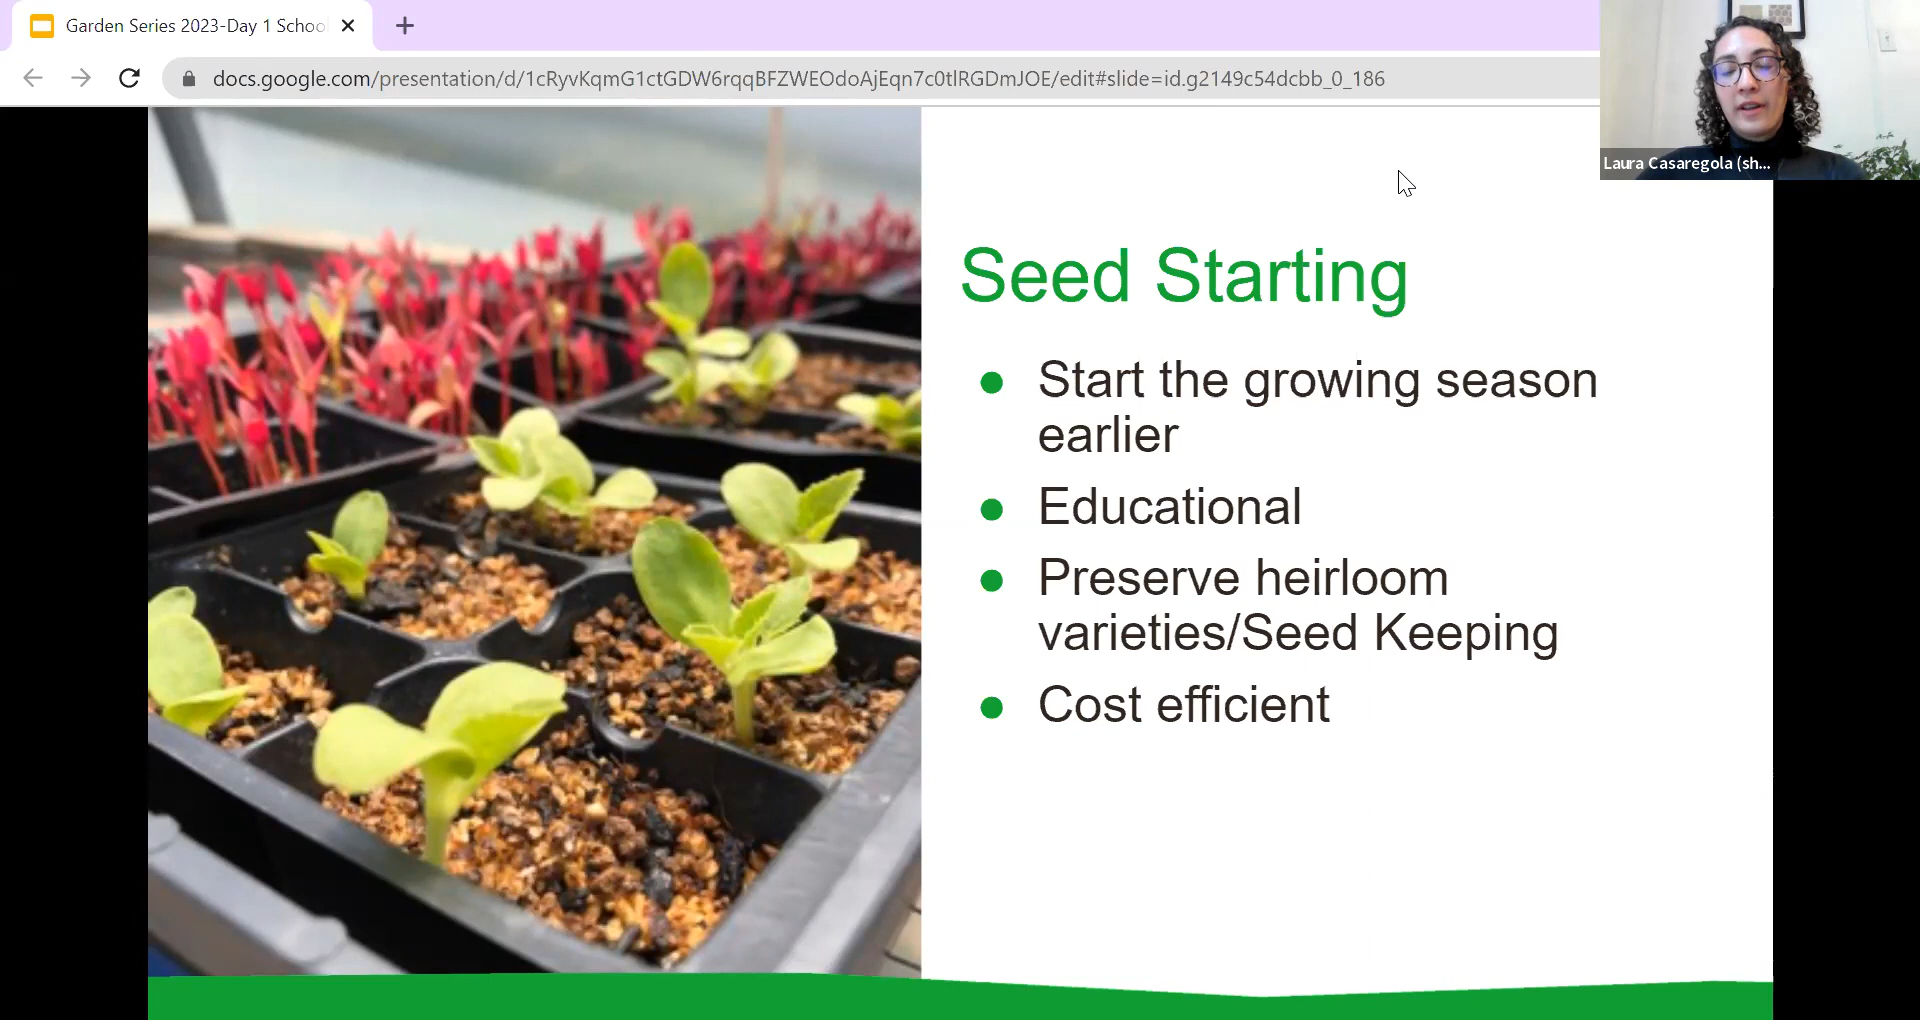 Garden Series 2023-Day 1 Schoo
docs.google.com/presentation/d/1cRyvKqmG1ctGDW6rqqBFZWEOdoAjEqn7c0tlRGDmJOE/edit#slide=id.g2149c54dcbb_0_186
Laura Casaregola (sh...
Seed Starting
Start the growing season
earlier
Educational
Preserve heirloom
varieties/Seed Keeping
Cost efficient